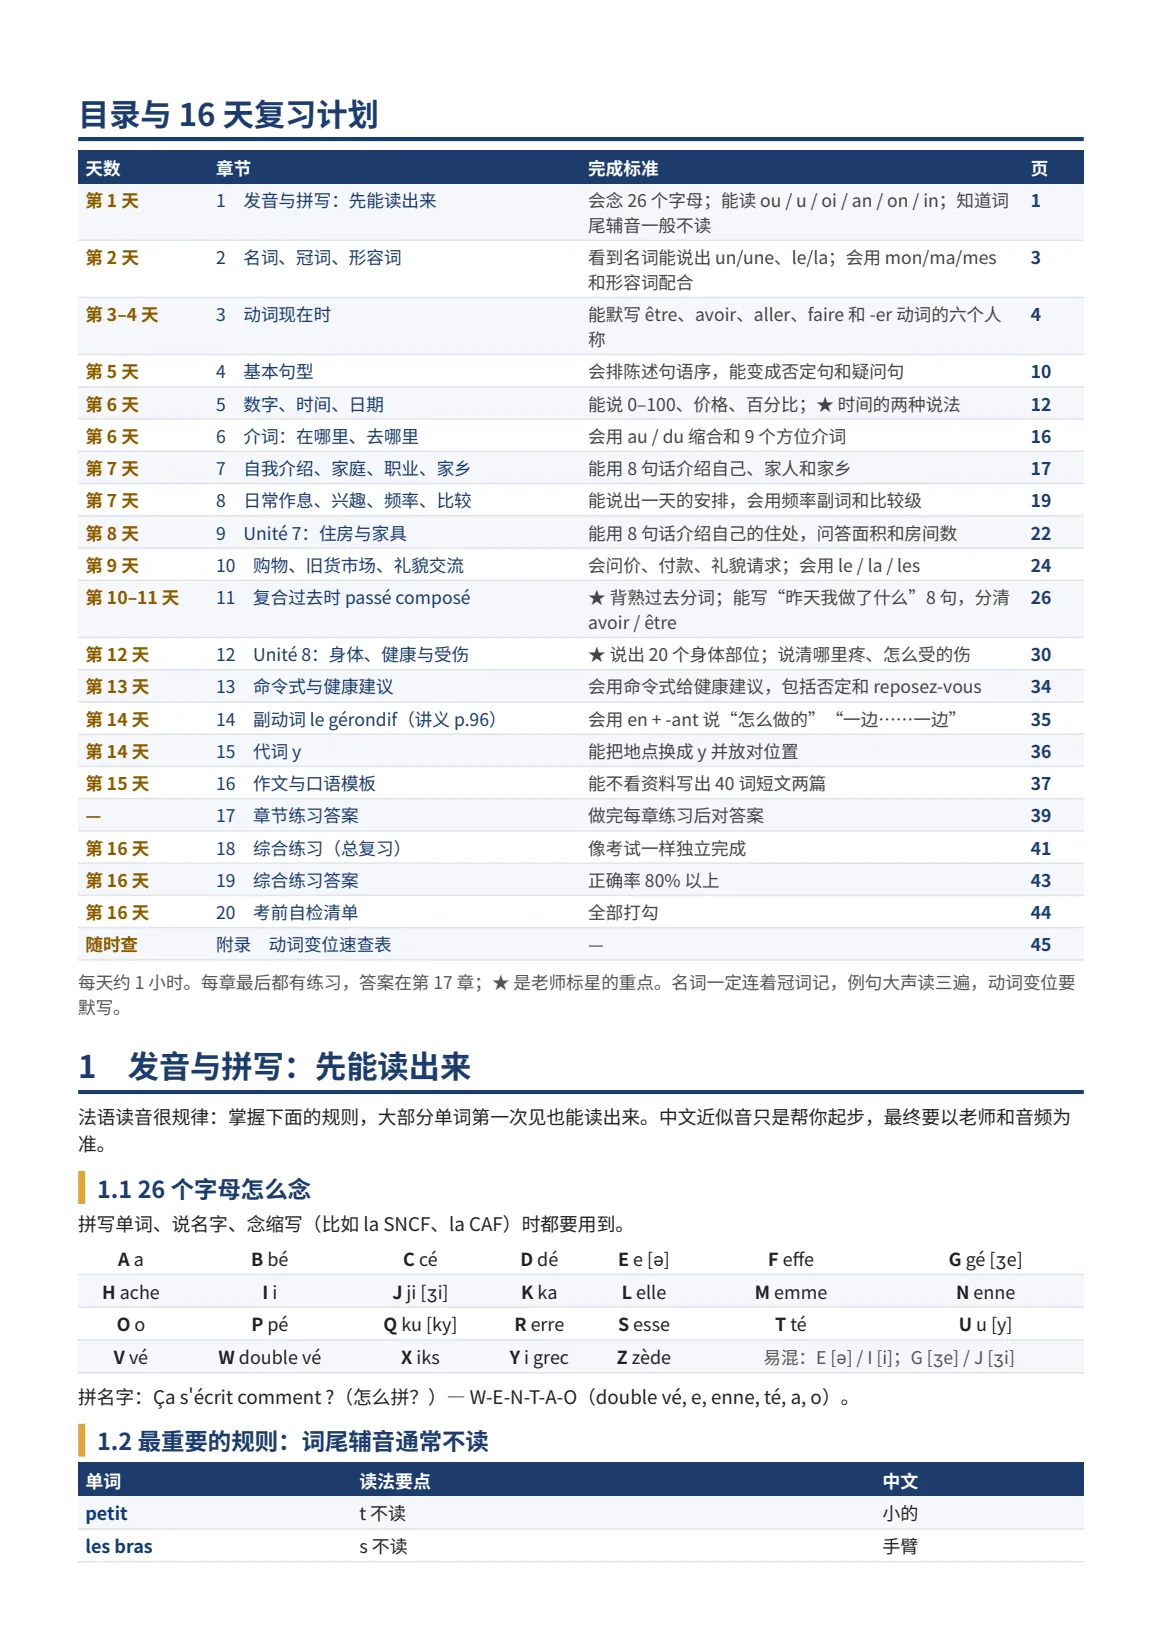 目录与 16 天复习计划
天数 章节 完成标准 页
第 1 天 1 发音与拼写：先能读出来 会念 26 个字母；能读 ou / u / oi / an / on / in；知道词 1
尾辅音一般不读
第 2 天 2 名词、冠词、形容词 看到名词能说出 un/une、le/la；会用 mon/ma/mes 3
和形容词配合
第 3–4 天 3 动词现在时 能默写 être、avoir、aller、faire 和 -er 动词的六个人 4
称
第 5 天 4 基本句型 会排陈述句语序，能变成否定句和疑问句 10
第 6 天 5 数字、时间、日期 能说 0–100、价格、百分比；★ 时间的两种说法 12
第 6 天 6 介词：在哪里、去哪里 会用 au / du 缩合和 9 个方位介词 16
第 7 天 7 自我介绍、家庭、职业、家乡 能用 8 句话介绍自己、家人和家乡 17
第 7 天 8 日常作息、兴趣、频率、比较 能说出一天的安排，会用频率副词和比较级 19
第 8 天 9 Unité 7：住房与家具 能用 8 句话介绍自己的住处，问答面积和房间数 22
第 9 天 10 购物、旧货市场、礼貌交流 会问价、付款、礼貌请求；会用 le / la / les 24
第 10–11 天 11 复合过去时 passé composé ★ 背熟过去分词；能写“昨天我做了什么”8 句，分清 26
avoir / être
第 12 天 12 Unité 8：身体、健康与受伤 ★ 说出 20 个身体部位；说清哪里疼、怎么受的伤 30
第 13 天 13 命令式与健康建议 会用命令式给健康建议，包括否定和 reposez-vous 34
第 14 天 14 副动词 le gérondif（讲义 p.96） 会用 en + -ant 说“怎么做的”“一边……一边” 35
第 14 天 15 代词 y 能把地点换成 y 并放对位置 36
第 15 天 16 作文与口语模板 能不看资料写出 40 词短文两篇 37
— 17 章节练习答案 做完每章练习后对答案 39
第 16 天 18 综合练习（总复习） 像考试一样独立完成 41
第 16 天 19 综合练习答案 正确率 80% 以上 43
第 16 天 20 考前自检清单 全部打勾 44
随时查 附录 动词变位速查表 — 45
每天约 1 小时。每章最后都有练习，答案在第 17 章；★ 是老师标星的重点。名词一定连着冠词记，例句大声读三遍，动词变位要
默写。
1 发音与拼写：先能读出来
法语读音很规律：掌握下面的规则，大部分单词第一次见也能读出来。中文近似音只是帮你起步，最终要以老师和音频为
准。
1.1 26 个字母怎么念
拼写单词、说名字、念缩写（比如 la SNCF、la CAF）时都要用到。
A a B bé C cé D dé E e [ə] F effe G gé [ʒe]
H ache I i J ji [ʒi] K ka L elle M emme N enne
O o P pé Q ku [ky] R erre S esse T té U u [y]
V vé W double vé X iks Y i grec Z zède 易混：E [ə] / I [i]；G [ʒe] / J [ʒi]
拼名字：Ça s'écrit comment ?（怎么拼？）— W-E-N-T-A-O（double vé, e, enne, té, a, o）。
1.2 最重要的规则：词尾辅音通常不读
单词 读法要点 中文
petit t 不读 小的
les bras s 不读 手臂